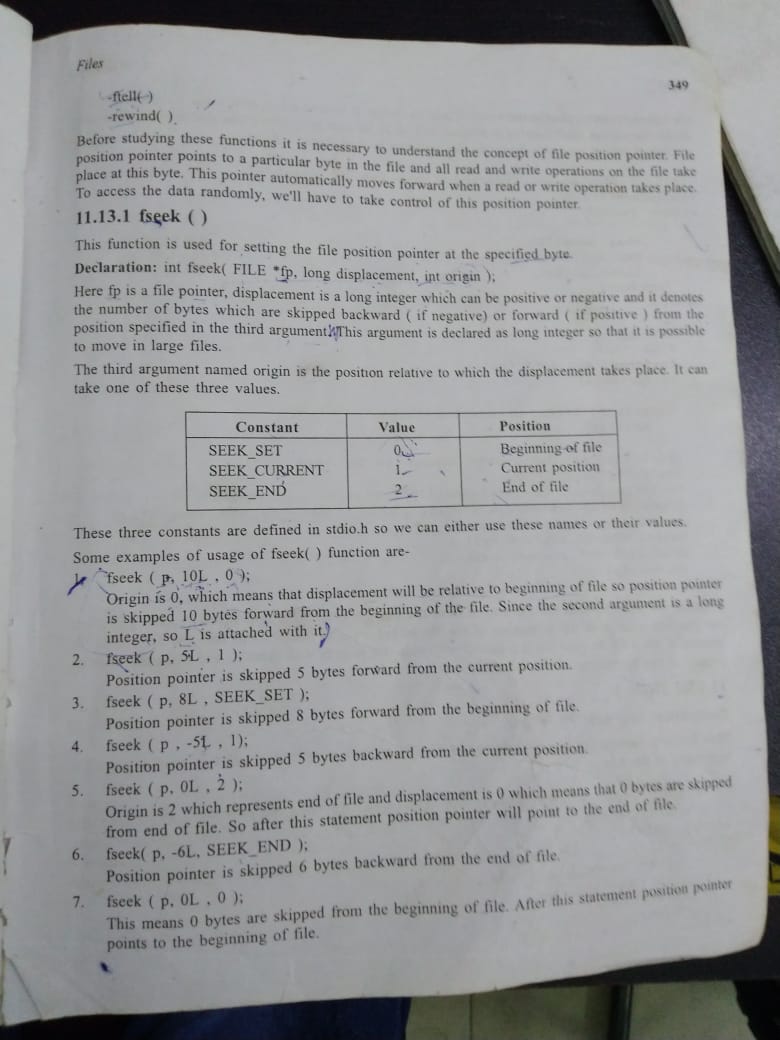 Files
349
-ftell( )
-rewind( )
Before studying these functions it is necessary to understand the concept of file position pointer. File
position pointer points to a particular byte in the file and all read and write operations on the file take
place at this byte. This pointer automatically moves forward when a read or write operation takes place.
To access the data randomly, we'll have to take control of this position pointer.
11.13.1 fseek ( )
This function is used for setting the file position pointer at the specified byte.
Declaration: int fseek( FILE *fp, long displacement, int origin );
Here fp is a file pointer, displacement is a long integer which can be positive or negative and it denotes
the number of bytes which are skipped backward ( if negative) or forward ( if positive ) from the
position specified in the third argument. This argument is declared as long integer so that it is possible
to move in large files.
The third argument named origin is the position relative to which the displacement takes place. It can
take one of these three values.
Constant Value Position
SEEK_SET 0 Beginning of file
SEEK_CURRENT 1 Current position
SEEK_END 2 End of file
These three constants are defined in stdio.h so we can either use these names or their values.
Some examples of usage of fseek( ) function are-
1. fseek ( p, 10L , 0 );
Origin is 0, which means that displacement will be relative to beginning of file so position pointer
is skipped 10 bytes forward from the beginning of the file. Since the second argument is a long
integer, so L is attached with it.
2. fseek ( p, 5L , 1 );
Position pointer is skipped 5 bytes forward from the current position.
3. fseek ( p, 8L , SEEK_SET );
Position pointer is skipped 8 bytes forward from the beginning of file.
4. fseek ( p , -5L , 1);
Position pointer is skipped 5 bytes backward from the current position.
5. fseek ( p, 0L , 2 );
Origin is 2 which represents end of file and displacement is 0 which means that 0 bytes are skipped
from end of file. So after this statement position pointer will point to the end of file.
6. fseek( p, -6L, SEEK_END );
Position pointer is skipped 6 bytes backward from the end of file.
7. fseek ( p, 0L , 0 );
This means 0 bytes are skipped from the beginning of file. After this statement position pointer
points to the beginning of file.